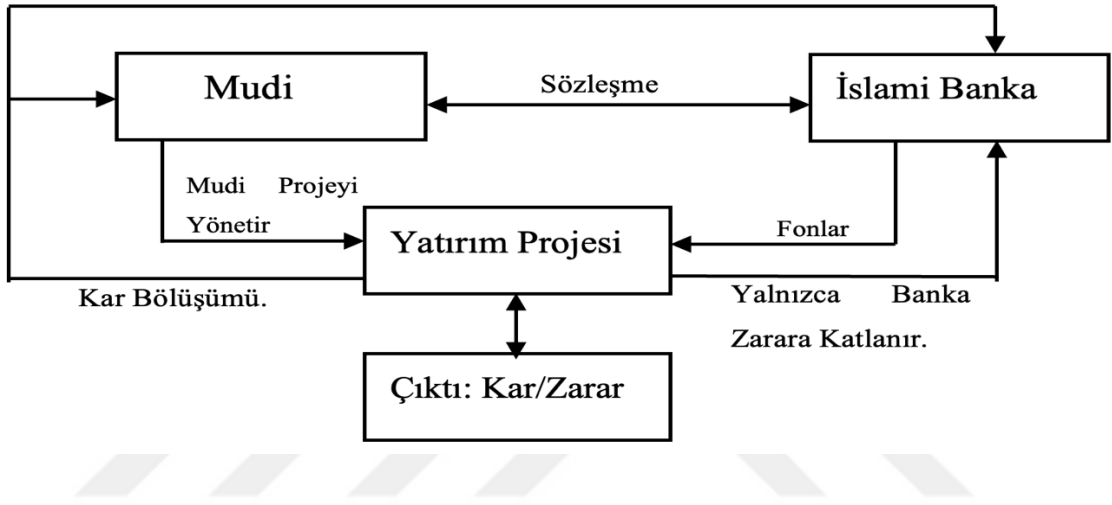 Mudi
Sözleşme
İslami Banka
Mudi Projeyi
Yönetir
Yatırım Projesi
Fonlar
Kar Bölüşümü.
Yalnızca Banka
Zarara Katlanır.
Çıktı: Kar/Zarar